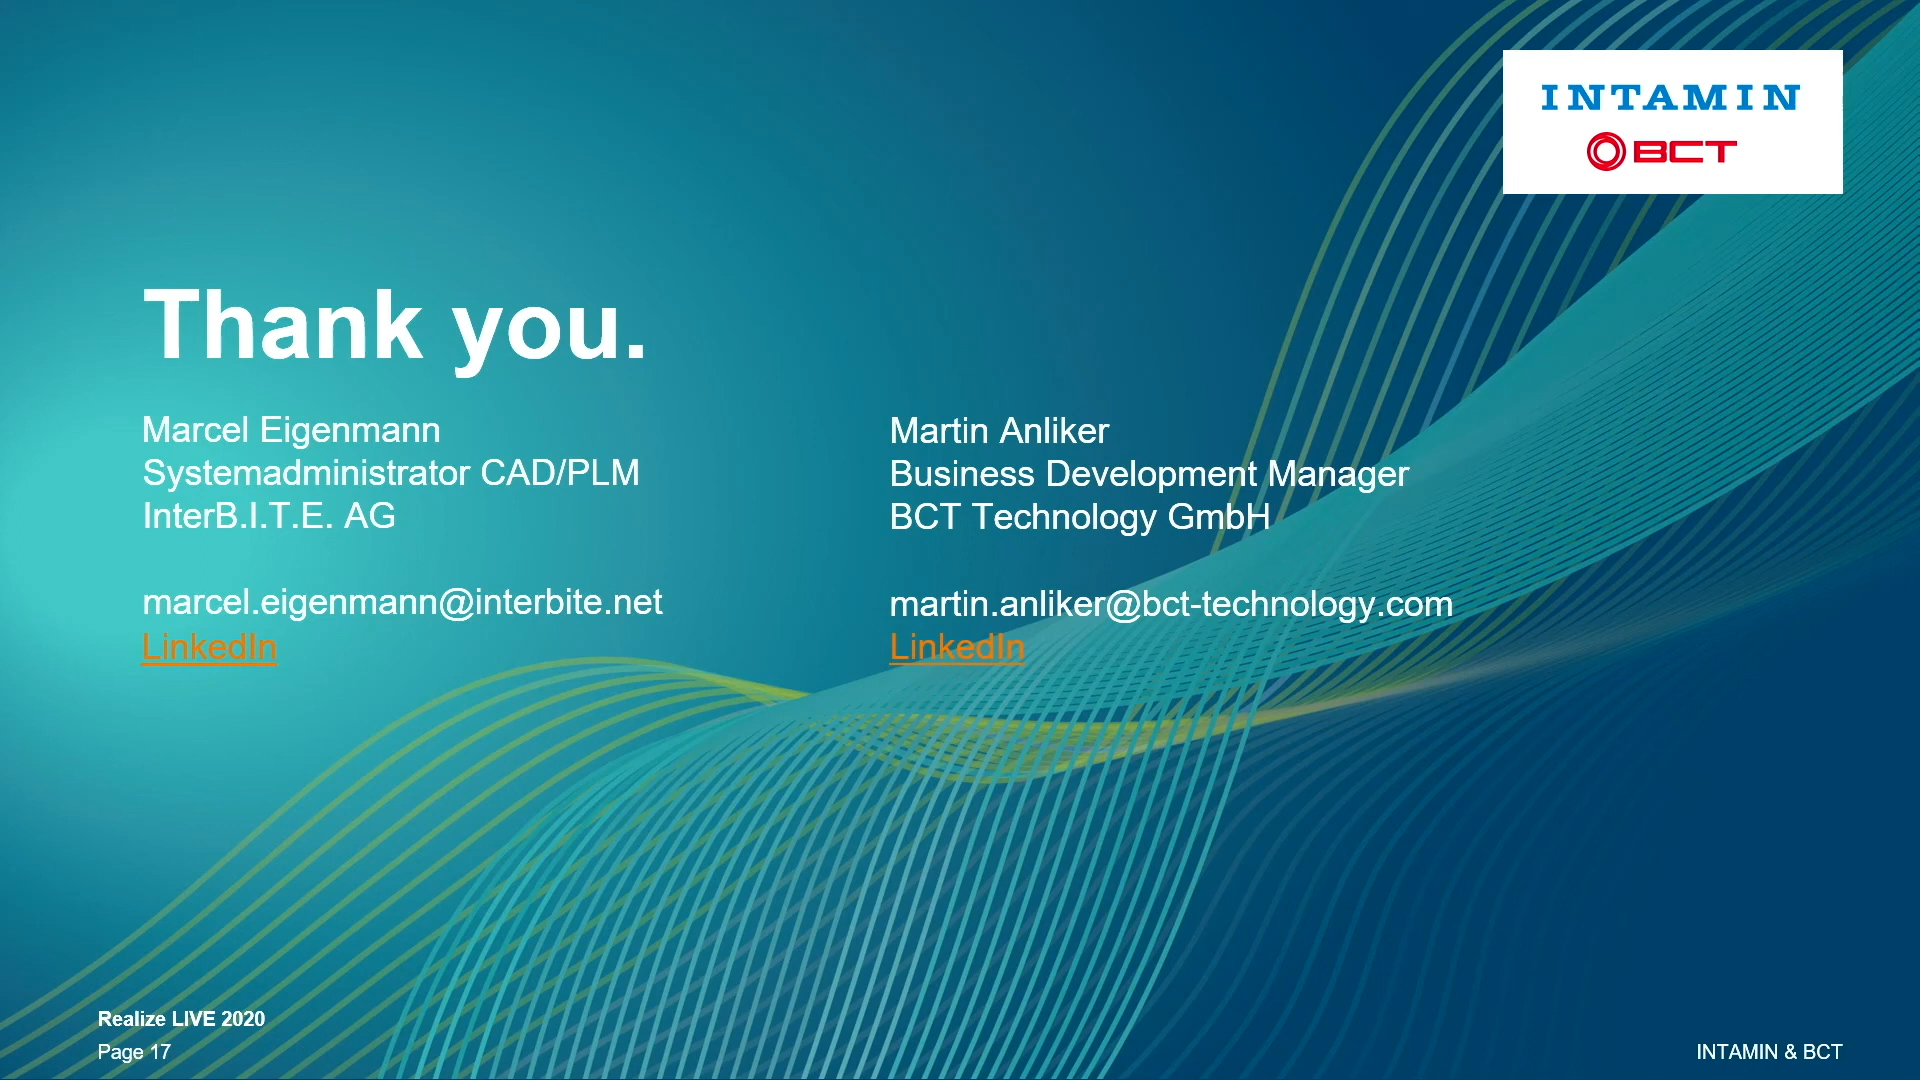 INTAMIN
BCT
Thank you.
Marcel Eigenmann
Systemadministrator CAD/PLM
InterB.I.T.E. AG
marcel.eigenmann@interbite.net
LinkedIn
Martin Anliker
Business Development Manager
BCT Technology GmbH
martin.anliker@bct-technology.com
LinkedIn
Realize LIVE 2020
Page 17
INTAMIN & BCT